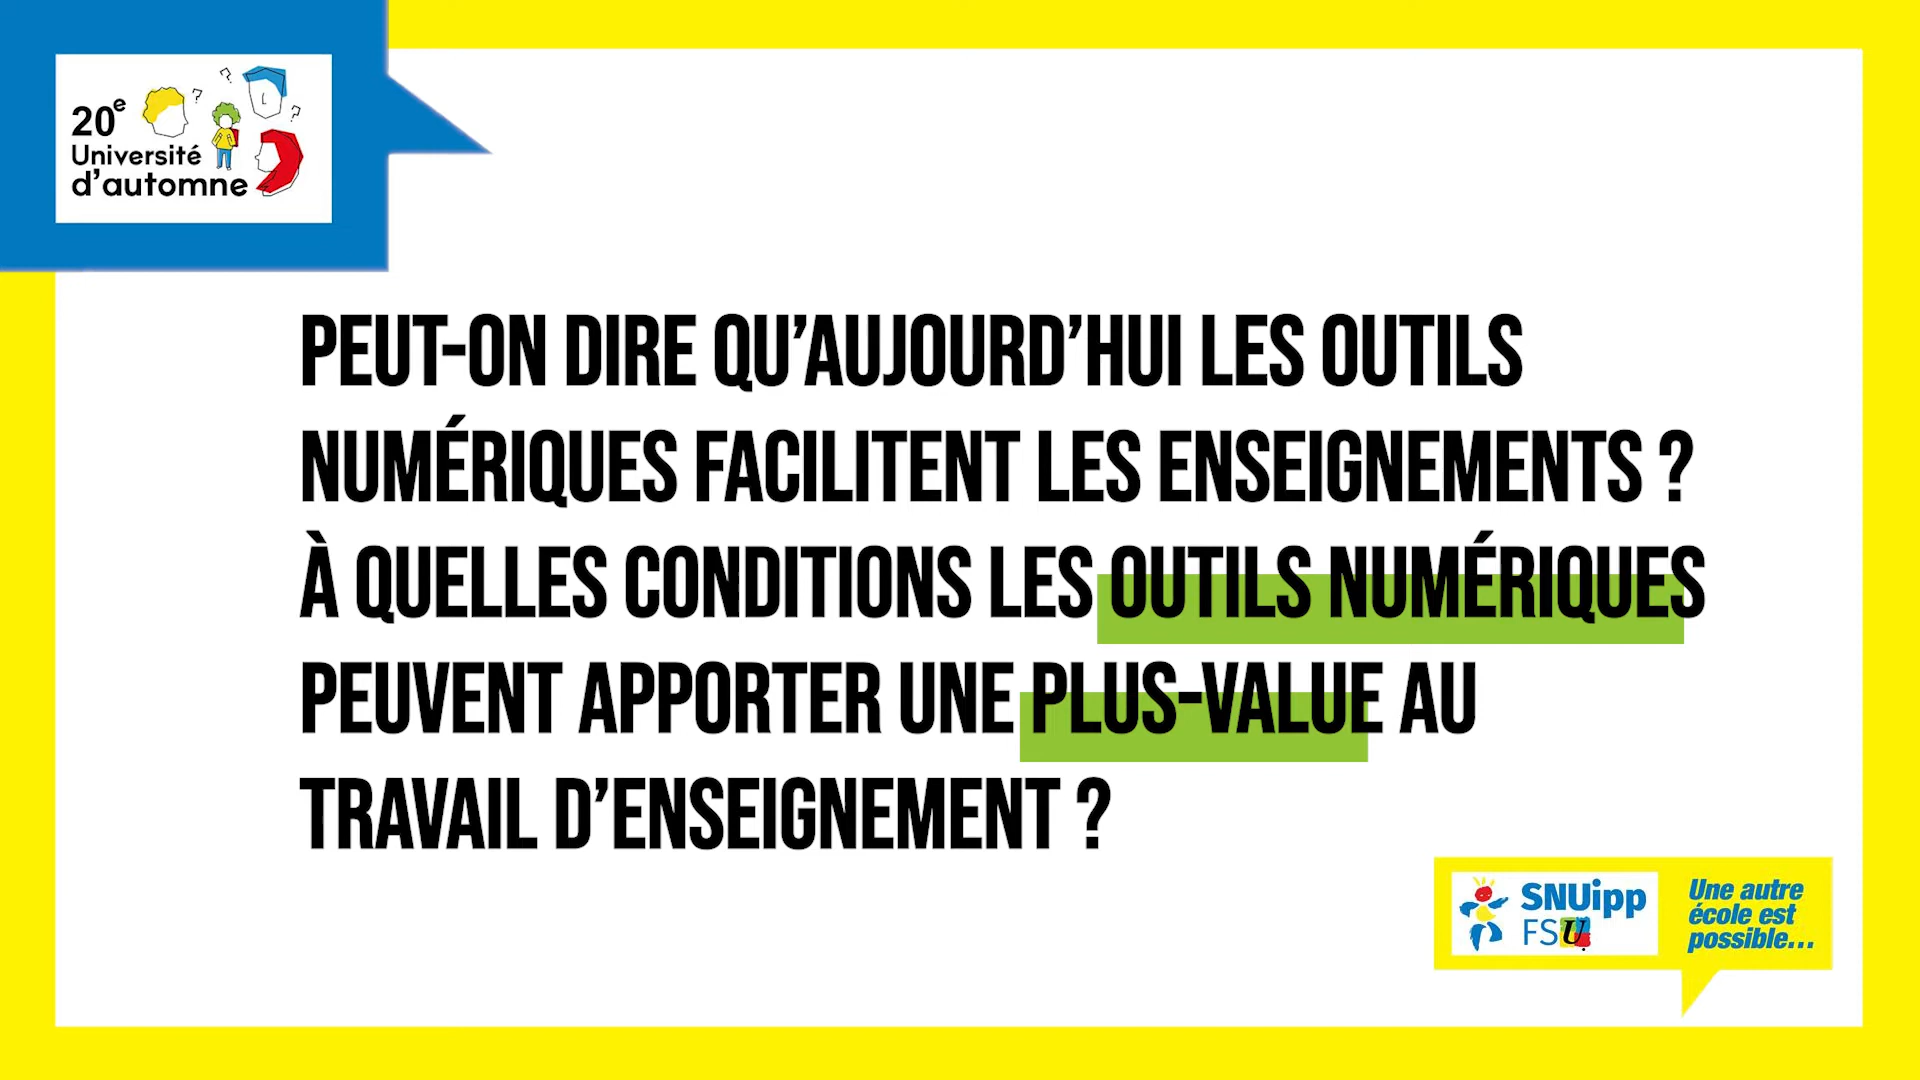 20e
Université
d'automne
PEUT-ON DIRE QU'AUJOURD'HUI LES OUTILS
NUMÉRIQUES FACILITENT LES ENSEIGNEMENTS ?
À QUELLES CONDITIONS LES OUTILS NUMÉRIQUES
PEUVENT APPORTER UNE PLUS-VALUE AU
TRAVAIL D'ENSEIGNEMENT ?
SNUipp
FSU
Une autre
école est
possible...